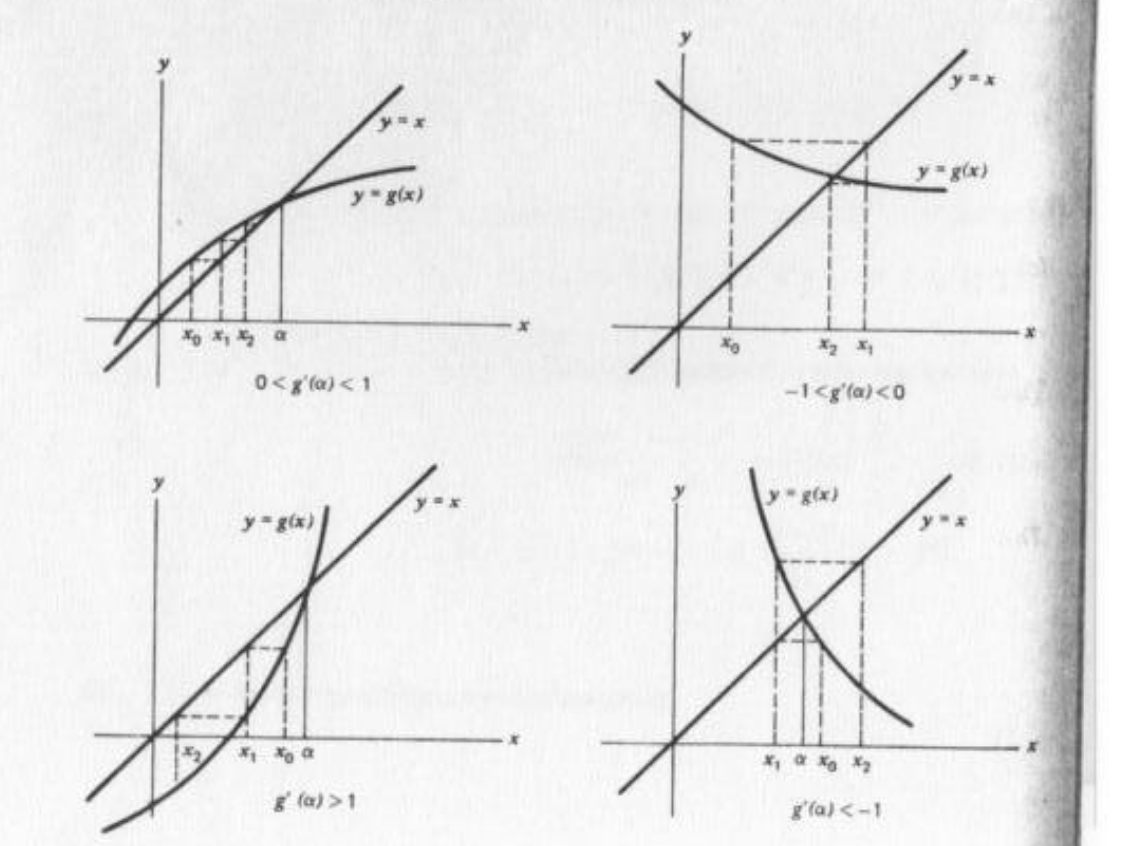 y
y = x
y = g(x)
x₀ x₁ x₂ α
x
0 < g'(α) < 1
y
y = x
y = g(x)
x₀ x₂ x₁
x
−1 < g'(α) < 0
y
y = x
y = g(x)
x₂ x₁ x₀ α
x
g' (α) > 1
y
y = g(x)
y = x
x₁ α x₀ x₂
x
g'(α) < −1